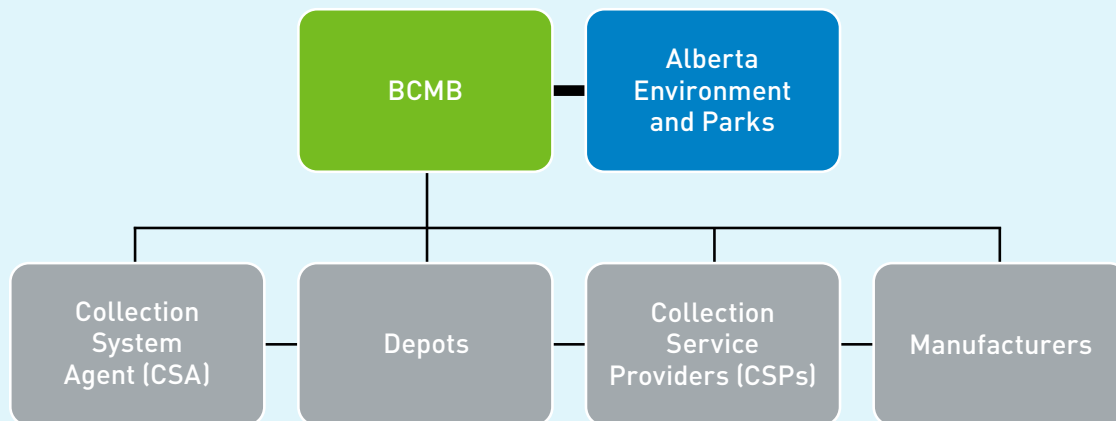 BCMB
Alberta
Environment
and Parks
Collection
System
Agent (CSA)
Depots
Collection
Service
Providers (CSPs)
Manufacturers